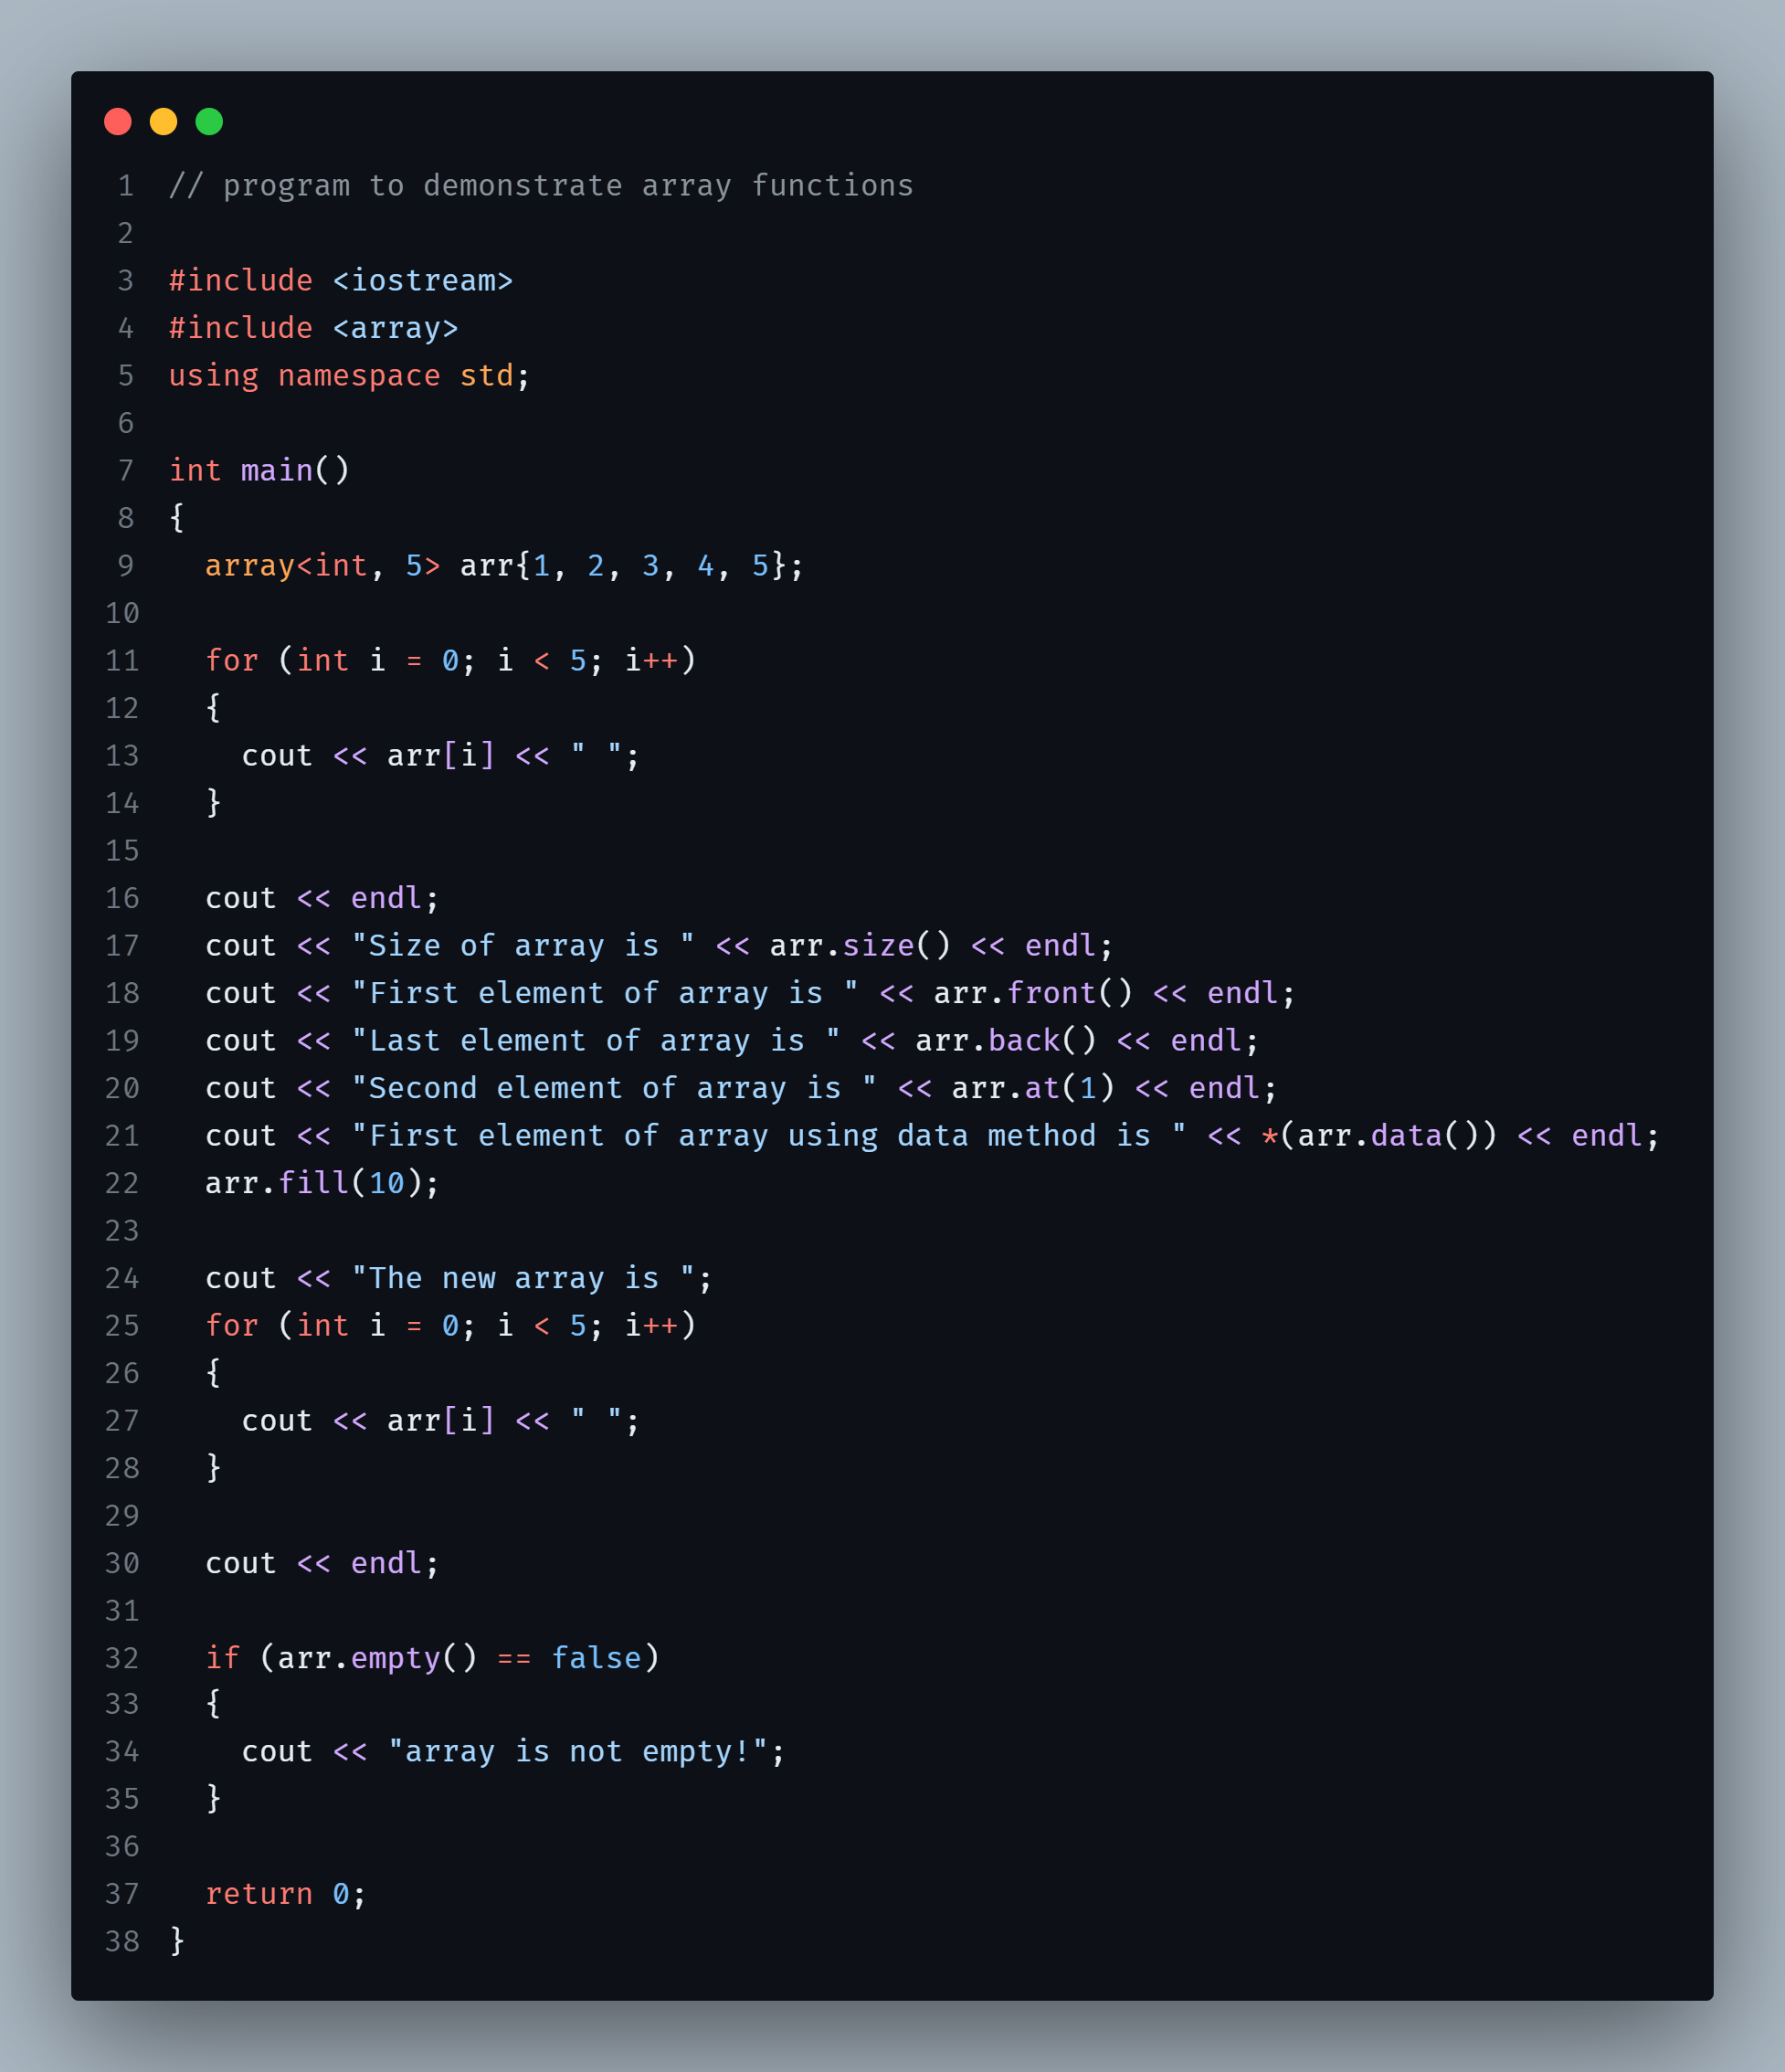 1 // program to demonstrate array functions
2
3 #include <iostream>
4 #include <array>
5 using namespace std;
6
7 int main()
8 {
9   array<int, 5> arr{1, 2, 3, 4, 5};
10
11   for (int i = 0; i < 5; i++)
12   {
13     cout << arr[i] << " ";
14   }
15
16   cout << endl;
17   cout << "Size of array is " << arr.size() << endl;
18   cout << "First element of array is " << arr.front() << endl;
19   cout << "Last element of array is " << arr.back() << endl;
20   cout << "Second element of array is " << arr.at(1) << endl;
21   cout << "First element of array using data method is " << *(arr.data()) << endl;
22   arr.fill(10);
23
24   cout << "The new array is ";
25   for (int i = 0; i < 5; i++)
26   {
27     cout << arr[i] << " ";
28   }
29
30   cout << endl;
31
32   if (arr.empty() == false)
33   {
34     cout << "array is not empty!";
35   }
36
37   return 0;
38 }